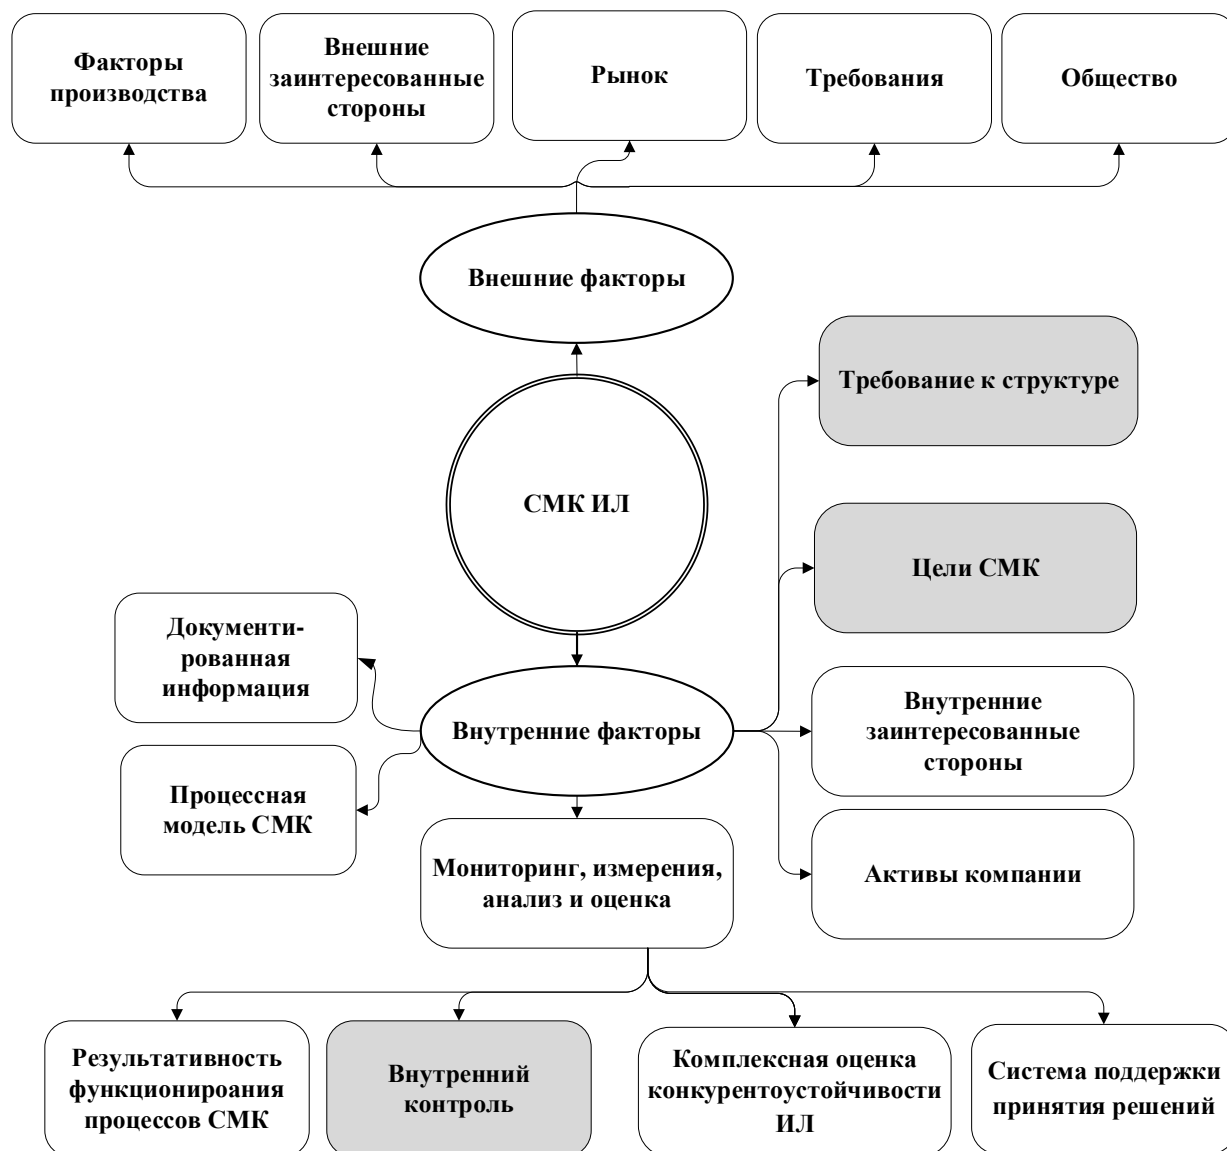 Факторы
производства
Внешние
заинтересованные
стороны
Рынок
Требования
Общество
Внешние факторы
Требование к структуре
СМК ИЛ
Цели СМК
Документи-
рованная
информация
Внутренние факторы
Внутренние
заинтересованные
стороны
Процессная
модель СМК
Мониторинг, измерения,
анализ и оценка
Активы компании
Результативность
функционироания
процессов СМК
Внутренний
контроль
Комплексная оценка
конкурентоустойчивости
ИЛ
Система поддержки
принятия решений